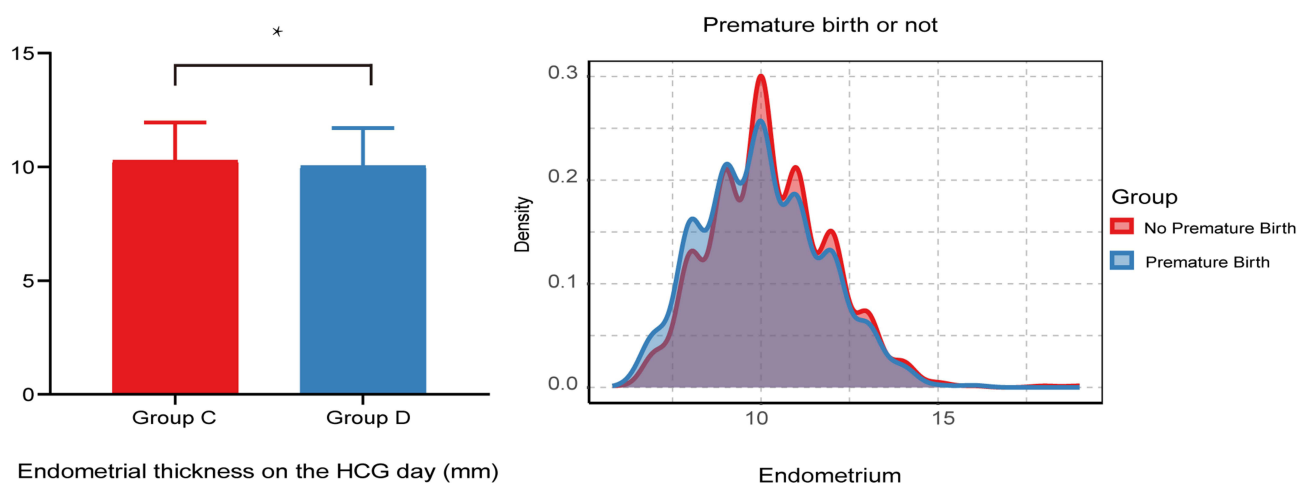 *
15
10
5
0
Group C
Group D
Endometrial thickness on the HCG day (mm)
Premature birth or not
0.3
0.2
0.1
0.0
Density
10
15
Endometrium
Group
No Premature Birth
Premature Birth